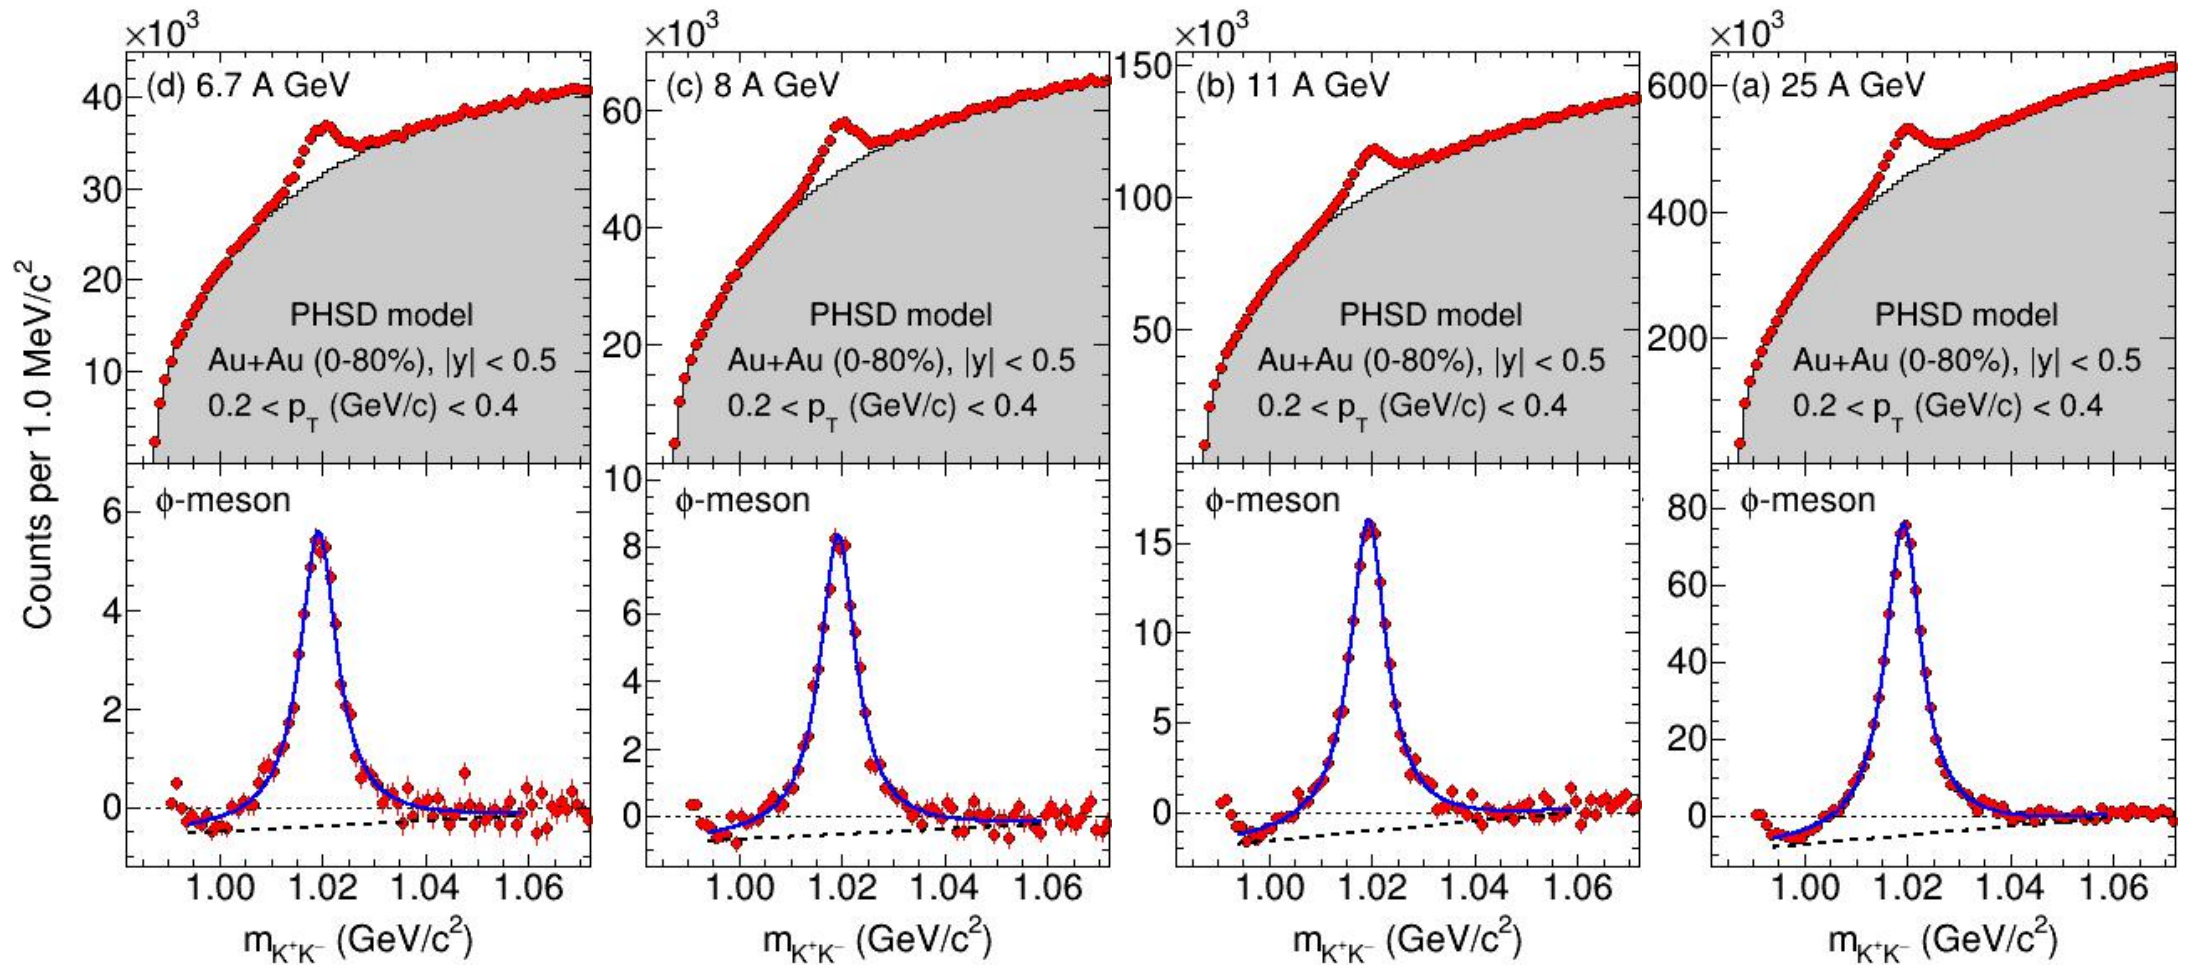 ×10³ ×10³ ×10³ ×10³
(d) 6.7 A GeV (c) 8 A GeV (b) 11 A GeV (a) 25 A GeV
40 60 150 600
30 40 100 400
20 20 50 200
10
PHSD model PHSD model PHSD model PHSD model
Au+Au (0-80%), |y| < 0.5 Au+Au (0-80%), |y| < 0.5 Au+Au (0-80%), |y| < 0.5 Au+Au (0-80%), |y| < 0.5
0.2 < p_T (GeV/c) < 0.4 0.2 < p_T (GeV/c) < 0.4 0.2 < p_T (GeV/c) < 0.4 0.2 < p_T (GeV/c) < 0.4
Counts per 1.0 MeV/c²
ϕ-meson ϕ-meson ϕ-meson ϕ-meson
6 10 15 80
4 8 10 60
2 6 5 40
0 4 0 20
2 0
0
1.00 1.02 1.04 1.06 1.00 1.02 1.04 1.06 1.00 1.02 1.04 1.06 1.00 1.02 1.04 1.06
m_K⁺K⁻ (GeV/c²) m_K⁺K⁻ (GeV/c²) m_K⁺K⁻ (GeV/c²) m_K⁺K⁻ (GeV/c²)